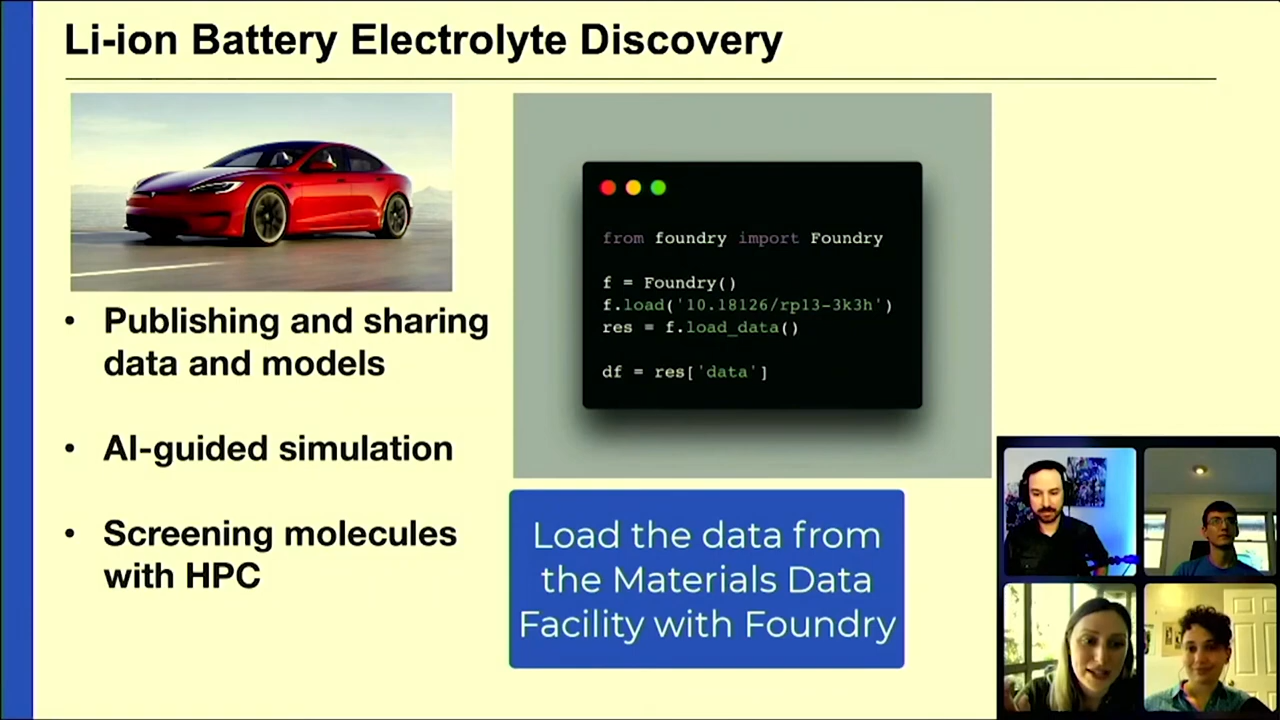 Li-ion Battery Electrolyte Discovery
• Publishing and sharing
data and models
• AI-guided simulation
• Screening molecules
with HPC
from foundry import Foundry
f = Foundry()
f.load('10.18126/rp13-3k3h')
res = f.load_data()
df = res['data']
Load the data from
the Materials Data
Facility with Foundry